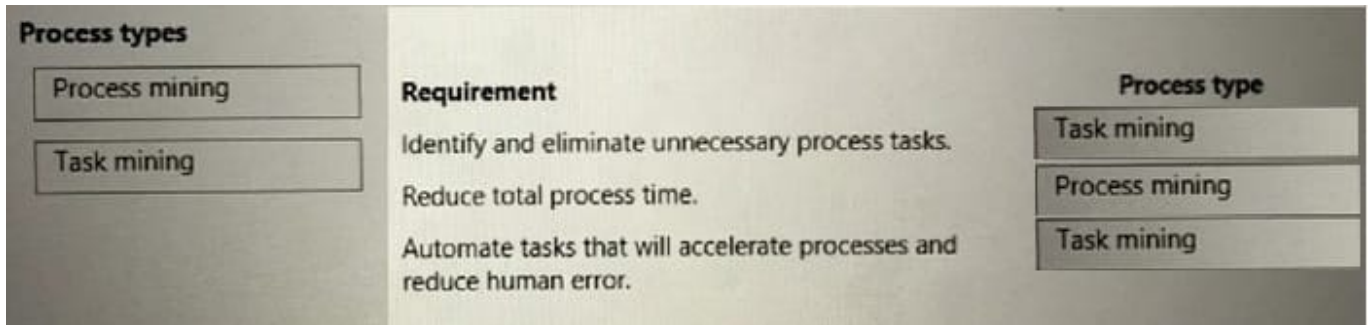 Process types
Process mining
Task mining
Requirement
Identify and eliminate unnecessary process tasks.
Reduce total process time.
Automate tasks that will accelerate processes and
reduce human error.
Process type
Task mining
Process mining
Task mining